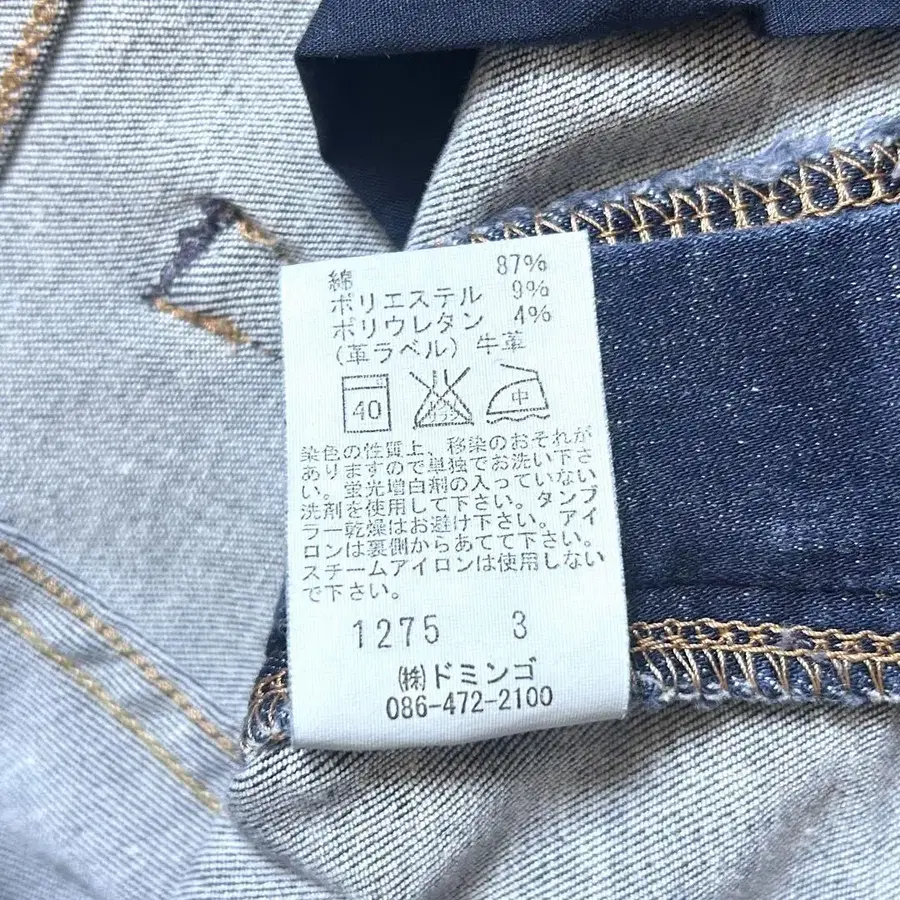 綿 87%
ポリエステル 9%
ポリウレタン 4%
(革ラベル) 牛革
40 エンソサラシ 中
染色の性質上、移染のおそれが
ありますので単独でお洗い下さ
い。蛍光増白剤の入っていない
洗剤を使用して下さい。タンブ
ラー乾燥はお避け下さい。アイ
ロンは裏側からあてて下さい。
スチームアイロンは使用しない
で下さい。
1275 3
㈱ドミンゴ
086-472-2100